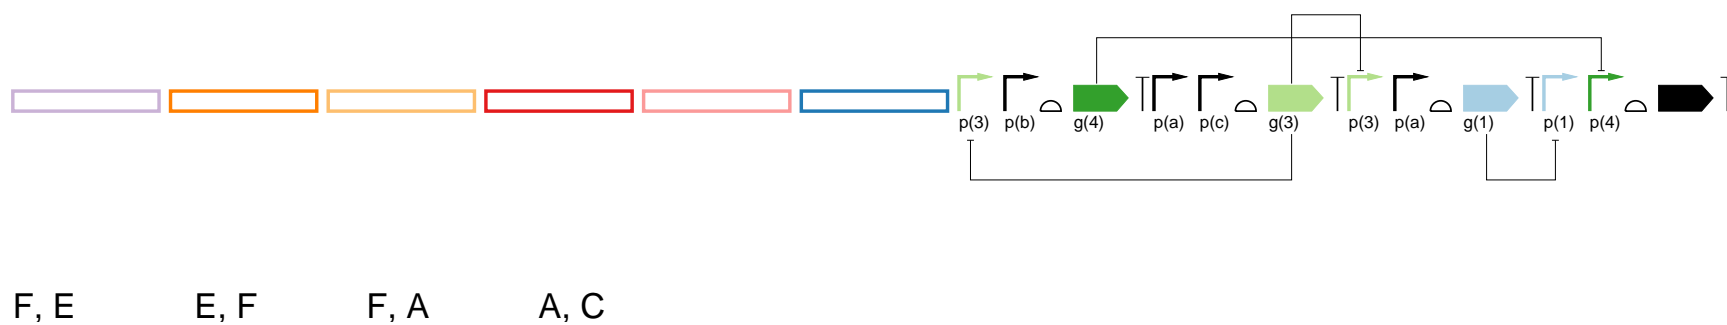 p(3) p(b) g(4) p(a) p(c) g(3) p(3) p(a) g(1) p(1) p(4)
F, E E, F F, A A, C